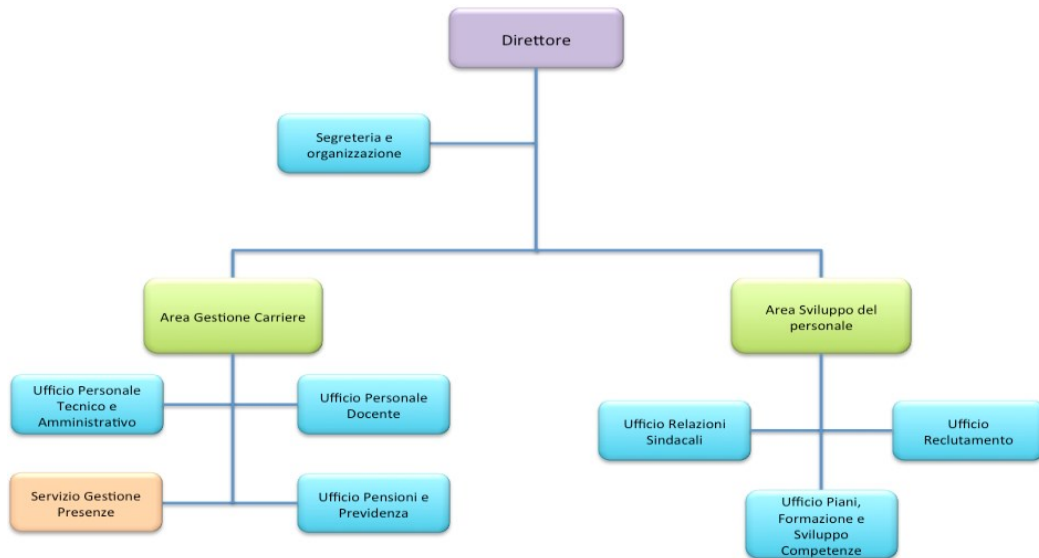 Direttore
Segreteria e
organizzazione
Area Gestione Carriere
Area Sviluppo del
personale
Ufficio Personale
Tecnico e
Amministrativo
Ufficio Personale
Docente
Ufficio Relazioni
Sindacali
Ufficio
Reclutamento
Servizio Gestione
Presenze
Ufficio Pensioni e
Previdenza
Ufficio Piani,
Formazione e
Sviluppo
Competenze